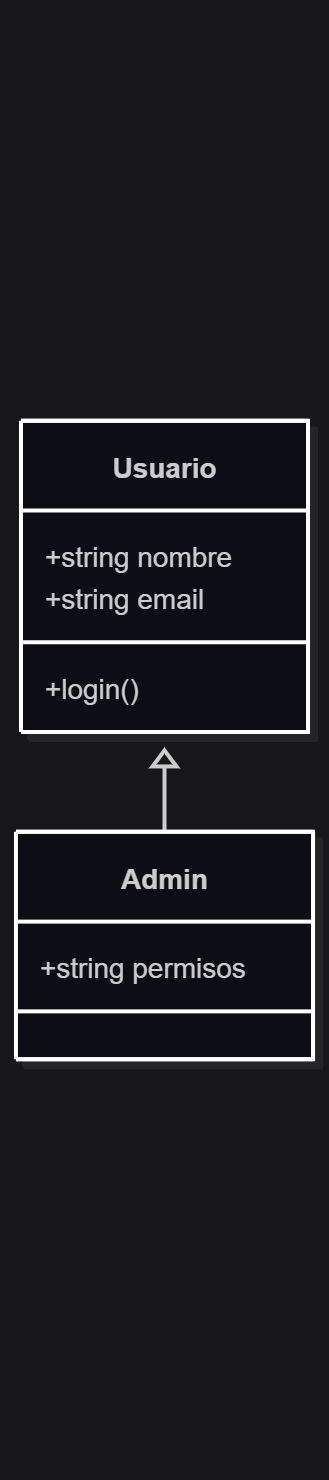 Usuario
+string nombre
+string email
+login()
Admin
+string permisos